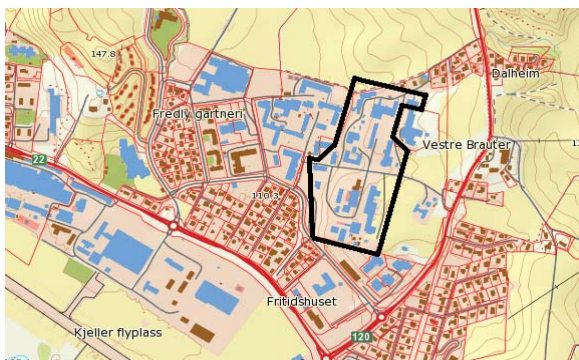 147.8
Dalheim
Fredly gartneri
Vestre Brauter
22
110.3
Fritidshuset
Kjeller flyplass
120